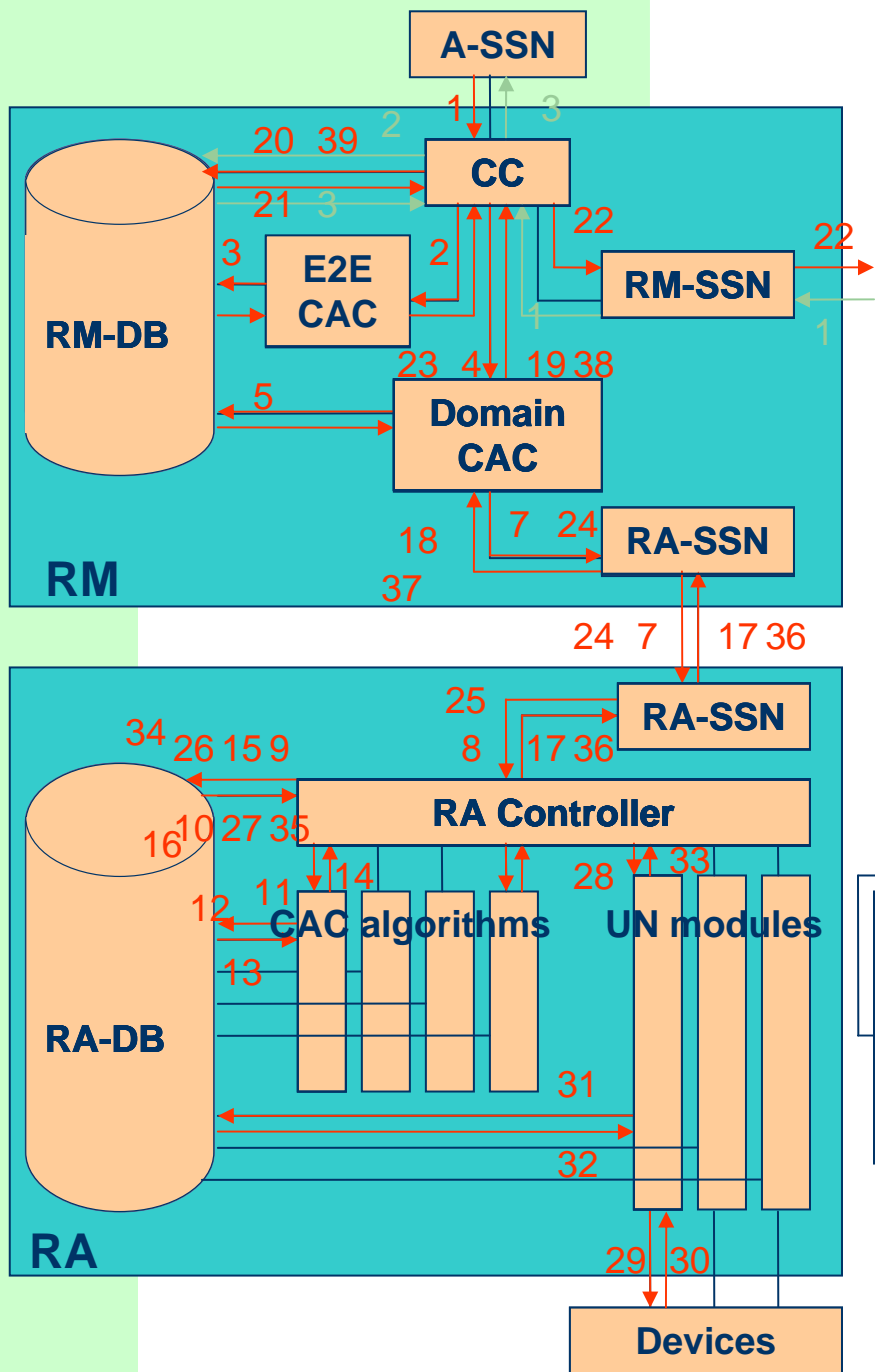 A-SSN
1
2
3
20 39
CC
21 3
22
22
3
2
E2E
CAC
RM-SSN
1
1
RM-DB
23 4 19 38
5
Domain
CAC
7 24
18
RA-SSN
RM
37
24 7 17 36
25
RA-SSN
34
26 15 9
8
17 36
RA Controller
16 10 27 35
11
14
28
33
12
CAC algorithms
UN modules
13
RA-DB
31
32
RA
29 30
Devices